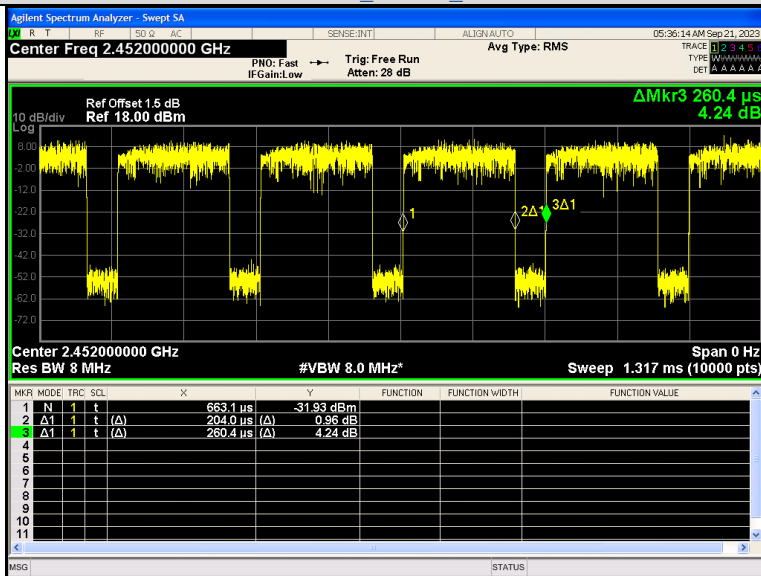 Agilent Spectrum Analyzer - Swept SA
LXI R T RF 50 Ω AC SENSE:INT ALIGN AUTO 05:36:14 AM Sep 21, 2023
Center Freq 2.452000000 GHz Avg Type: RMS TRACE 1 2 3 4 5 6
PNO: Fast Trig: Free Run TYPE W
IFGain:Low Atten: 28 dB DET A A A A A
ΔMkr3 260.4 µs
4.24 dB
Ref Offset 1.5 dB
10 dB/div Ref 18.00 dBm
Log
8.00
-2.00
-12.0
-22.0
-32.0
-42.0
-52.0
-62.0
-72.0
1
2Δ1
3Δ1
Center 2.452000000 GHz Span 0 Hz
Res BW 8 MHz #VBW 8.0 MHz* Sweep 1.317 ms (10000 pts)
MKR MODE TRC SCL X Y FUNCTION FUNCTION WIDTH FUNCTION VALUE
1 N 1 t 663.1 µs -31.93 dBm
2 Δ1 1 t (Δ) 204.0 µs (Δ) 0.96 dB
3 Δ1 1 t (Δ) 260.4 µs (Δ) 4.24 dB
4
5
6
7
8
9
10
11
MSG STATUS